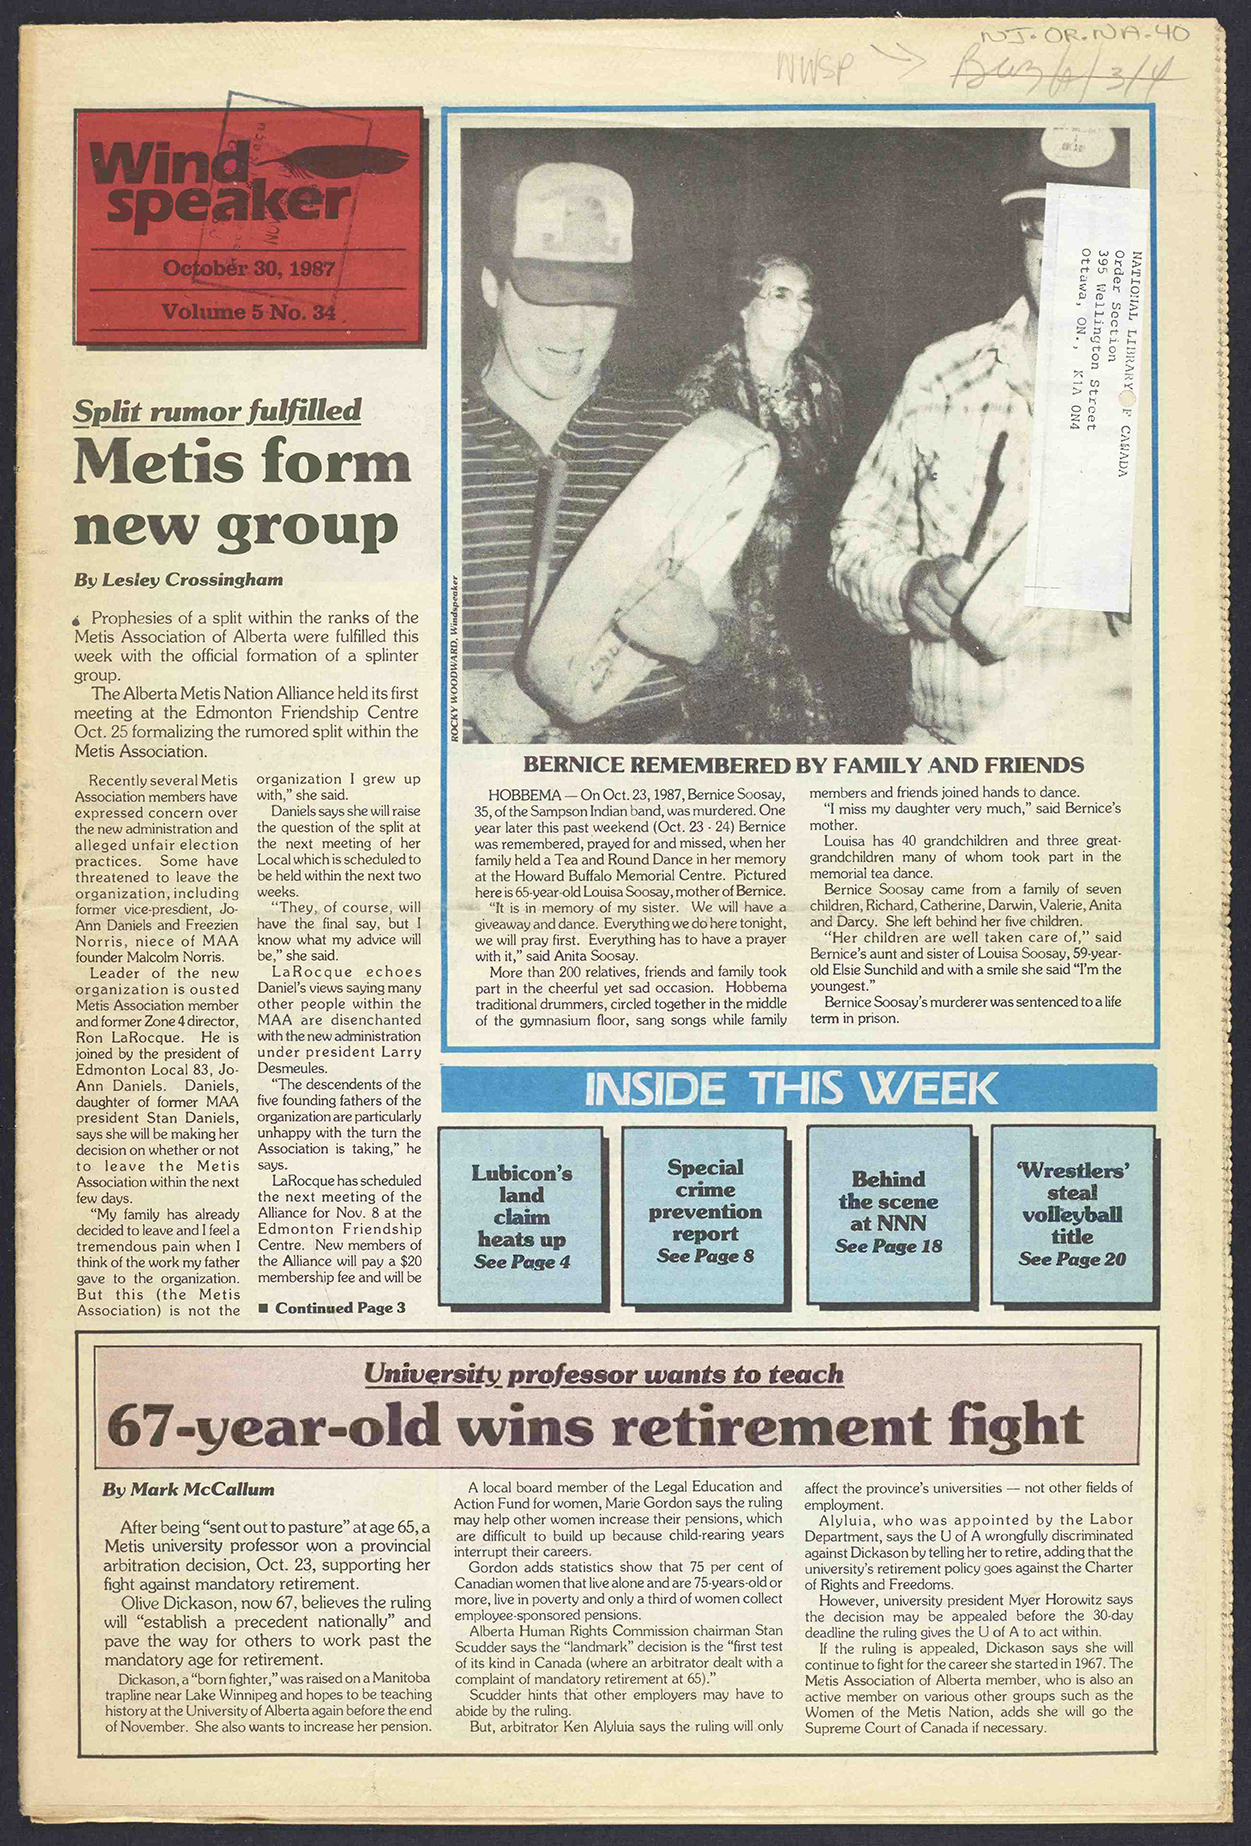 NJ.OR.NA-40
NWSP
Wind
speaker
October 30, 1987
Volume 5 No. 34
NATIONAL LIBRARY OF CANADA
Order Section
395 Wellington Street
Ottawa, ON., K1A 0N4
Split rumor fulfilled
Metis form
new group
By Lesley Crossingham
Prophesies of a split within the ranks of the
Metis Association of Alberta were fulfilled this
week with the official formation of a splinter
group.
The Alberta Metis Nation Alliance held its first
meeting at the Edmonton Friendship Centre
Oct. 25 formalizing the rumored split within the
Metis Association.
Recently several Metis
Association members have
expressed concern over
the new administration and
alleged unfair election
practices. Some have
threatened to leave the
organization, including
former vice-presdient, Jo-
Ann Daniels and Freezien
Norris, niece of MAA
founder Malcolm Norris.
Leader of the new
organization is ousted
Metis Association member
and former Zone 4 director,
Ron LaRocque. He is
joined by the president of
Edmonton Local 83, Jo-
Ann Daniels. Daniels,
daughter of former MAA
president Stan Daniels,
says she will be making her
decision on whether or not
to leave the Metis
Association within the next
few days.
"My family has already
decided to leave and I feel a
tremendous pain when I
think of the work my father
gave to the organization.
But this (the Metis
Association) is not the
organization I grew up
with," she said.
Daniels says she will raise
the question of the split at
the next meeting of her
Local which is scheduled to
be held within the next two
weeks.
"They, of course, will
have the final say, but I
know what my advice will
be," she said.
LaRocque echoes
Daniel's views saying many
other people within the
MAA are disenchanted
with the new administration
under president Larry
Desmeules.
"The descendents of the
five founding fathers of the
organization are particularly
unhappy with the turn the
Association is taking," he
says.
LaRocque has scheduled
the next meeting of the
Alliance for Nov. 8 at the
Edmonton Friendship
Centre. New members of
the Alliance will pay a $20
membership fee and will be
■ Continued Page 3
ROCKY WOODWARD, Windspeaker
BERNICE REMEMBERED BY FAMILY AND FRIENDS
HOBBEMA — On Oct. 23, 1987, Bernice Soosay,
35, of the Sampson Indian band, was murdered. One
year later this past weekend (Oct. 23 - 24) Bernice
was remembered, prayed for and missed, when her
family held a Tea and Round Dance in her memory
at the Howard Buffalo Memorial Centre. Pictured
here is 65-year-old Louisa Soosay, mother of Bernice.
"It is in memory of my sister. We will have a
giveaway and dance. Everything we do here tonight,
we will pray first. Everything has to have a prayer
with it," said Anita Soosay.
More than 200 relatives, friends and family took
part in the cheerful yet sad occasion. Hobbema
traditional drummers, circled together in the middle
of the gymnasium floor, sang songs while family
members and friends joined hands to dance.
"I miss my daughter very much," said Bernice's
mother.
Louisa has 40 grandchildren and three great-
grandchildren many of whom took part in the
memorial tea dance.
Bernice Soosay came from a family of seven
children, Richard, Catherine, Darwin, Valerie, Anita
and Darcy. She left behind her five children.
"Her children are well taken care of," said
Bernice's aunt and sister of Louisa Soosay, 59-year-
old Elsie Sunchild and with a smile she said "I'm the
youngest."
Bernice Soosay's murderer was sentenced to a life
term in prison.
INSIDE THIS WEEK
Lubicon's
land
claim
heats up
See Page 4
Special
crime
prevention
report
See Page 8
Behind
the scene
at NNN
See Page 18
'Wrestlers'
steal
volleyball
title
See Page 20
University professor wants to teach
67-year-old wins retirement fight
By Mark McCallum
After being "sent out to pasture" at age 65, a
Metis university professor won a provincial
arbitration decision, Oct. 23, supporting her
fight against mandatory retirement.
Olive Dickason, now 67, believes the ruling
will "establish a precedent nationally" and
pave the way for others to work past the
mandatory age for retirement.
Dickason, a "born fighter," was raised on a Manitoba
trapline near Lake Winnipeg and hopes to be teaching
history at the University of Alberta again before the end
of November. She also wants to increase her pension.
A local board member of the Legal Education and
Action Fund for women, Marie Gordon says the ruling
may help other women increase their pensions, which
are difficult to build up because child-rearing years
interrupt their careers.
Gordon adds statistics show that 75 per cent of
Canadian women that live alone and are 75-years-old or
more, live in poverty and only a third of women collect
employee-sponsored pensions.
Alberta Human Rights Commission chairman Stan
Scudder says the "landmark" decision is the "first test
of its kind in Canada (where an arbitrator dealt with a
complaint of mandatory retirement at 65)."
Scudder hints that other employers may have to
abide by the ruling.
But, arbitrator Ken Alyluia says the ruling will only
affect the province's universities — not other fields of
employment.
Alyluia, who was appointed by the Labor
Department, says the U of A wrongfully discriminated
against Dickason by telling her to retire, adding that the
university's retirement policy goes against the Charter
of Rights and Freedoms.
However, university president Myer Horowitz says
the decision may be appealed before the 30-day
deadline the ruling gives the U of A to act within.
If the ruling is appealed, Dickason says she will
continue to fight for the career she started in 1967. The
Metis Association of Alberta member, who is also an
active member on various other groups such as the
Women of the Metis Nation, adds she will go the
Supreme Court of Canada if necessary.